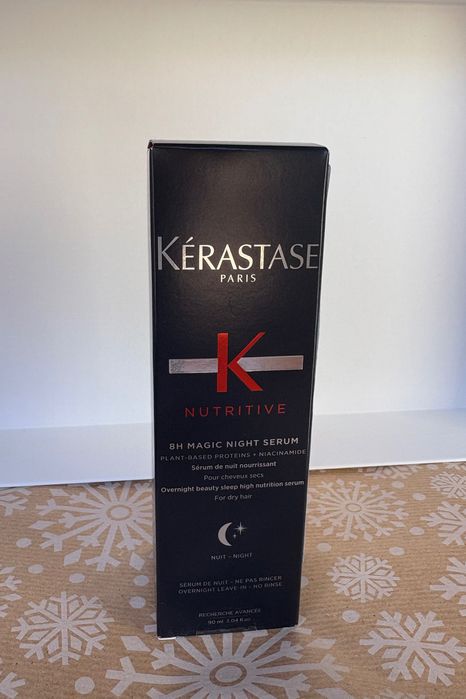 KÉRASTASE
PARIS
K
NUTRITIVE
8H MAGIC NIGHT SERUM
PLANT-BASED PROTEINS + NIACINAMIDE
Sérum de nuit nourrissant
Pour cheveux secs
Overnight beauty sleep high nutrition serum
For dry hair
NUIT - NIGHT
SÉRUM DE NUIT - NE PAS RINCER
OVERNIGHT LEAVE-IN - NO RINSE
RECHERCHE AVANCÉE
90 ml 3.04 fl.oz